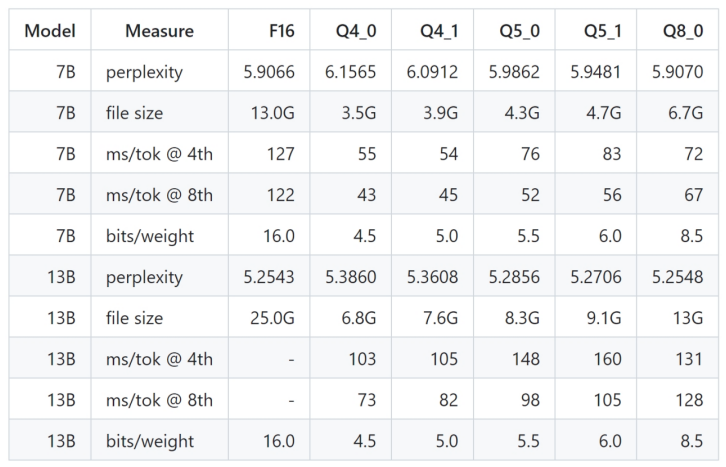 Model Measure F16 Q4_0 Q4_1 Q5_0 Q5_1 Q8_0
7B perplexity 5.9066 6.1565 6.0912 5.9862 5.9481 5.9070
7B file size 13.0G 3.5G 3.9G 4.3G 4.7G 6.7G
7B ms/tok @ 4th 127 55 54 76 83 72
7B ms/tok @ 8th 122 43 45 52 56 67
7B bits/weight 16.0 4.5 5.0 5.5 6.0 8.5
13B perplexity 5.2543 5.3860 5.3608 5.2856 5.2706 5.2548
13B file size 25.0G 6.8G 7.6G 8.3G 9.1G 13G
13B ms/tok @ 4th - 103 105 148 160 131
13B ms/tok @ 8th - 73 82 98 105 128
13B bits/weight 16.0 4.5 5.0 5.5 6.0 8.5